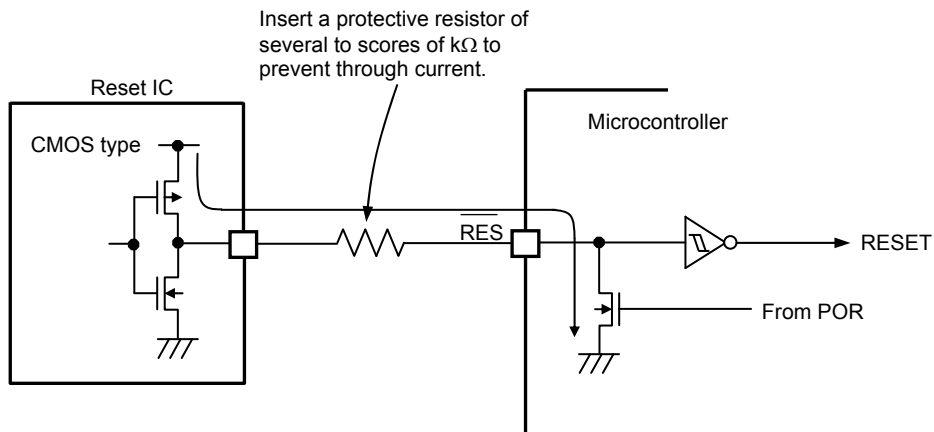 Insert a protective resistor of
several to scores of kΩ to
prevent through current.
Reset IC
Microcontroller
CMOS type
RES
RESET
From POR